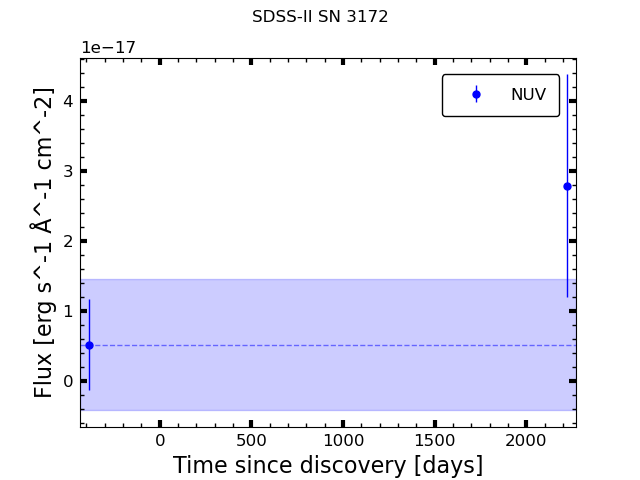 SDSS-II SN 3172
1e−17
NUV
Flux [erg s^-1 Å^-1 cm^-2]
4
3
2
1
0
0 500 1000 1500 2000
Time since discovery [days]